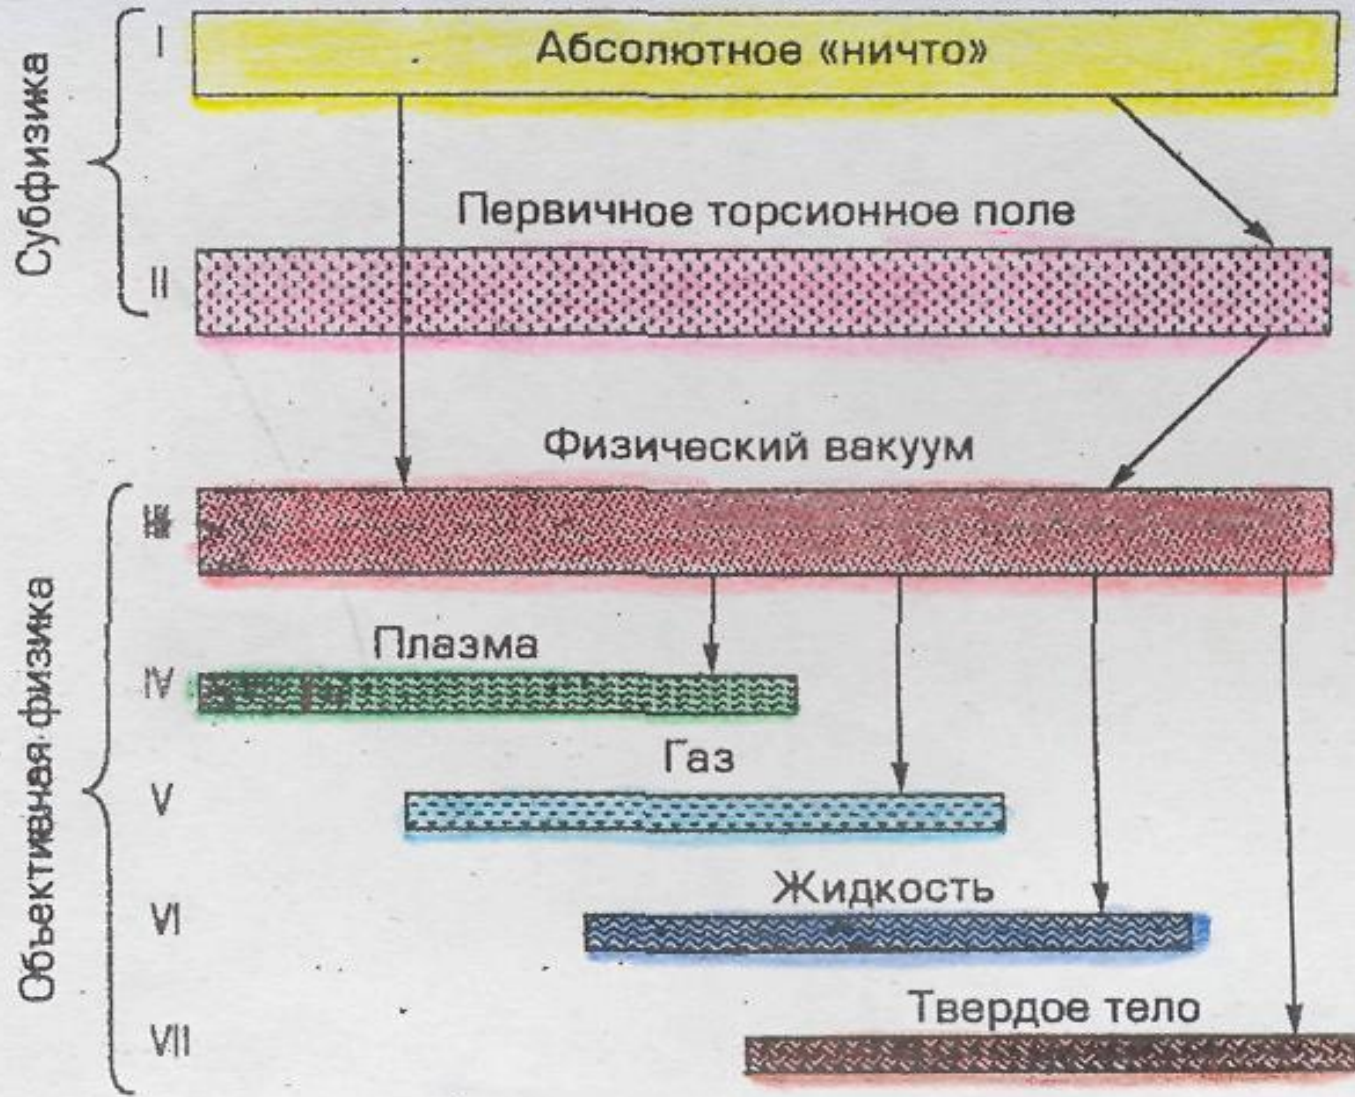 Субфизика
I
Абсолютное «ничто»
Первичное торсионное поле
II
Физический вакуум
Объективная физика
III
Плазма
IV
Газ
V
Жидкость
VI
Твердое тело
VII